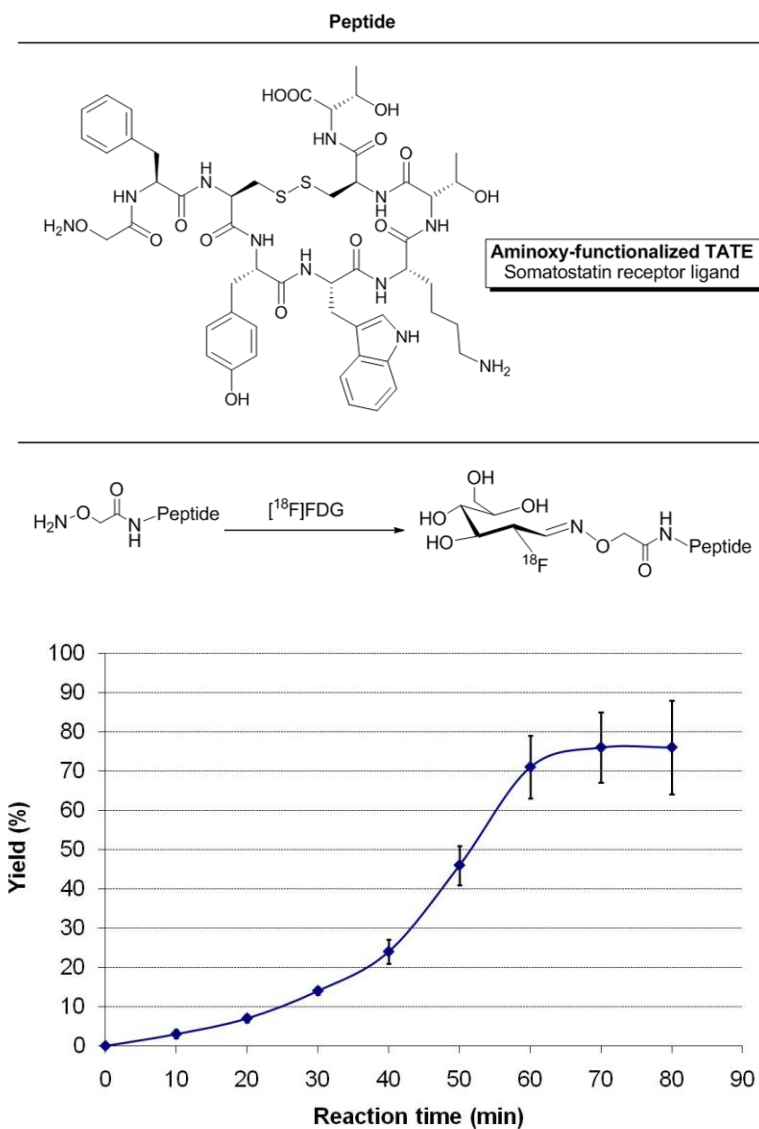 Peptide
HOOC
OH
H
N
O
O
H
N
S
S
N
H
OH
HN
O
O
NH
H2N
O
O
O
HN
O
O
HN
O
HN
O
NH
NH2
OH
Aminoxy-functionalized TATE
Somatostatin receptor ligand
H2N
O
O
N
H
Peptide
[18F]FDG
OH
OH
HO
HO
18F
N
O
O
H
N
Peptide
Yield (%)
100
90
80
70
60
50
40
30
20
10
0
0 10 20 30 40 50 60 70 80 90
Reaction time (min)